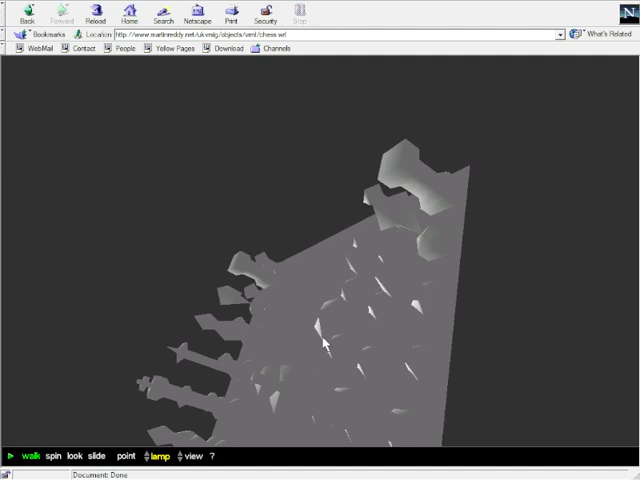 Back Forward Reload Home Search Netscape Print Security Stop
N
Bookmarks Location: http://www.martinreddy.net/ukvrsig/objects/vrml/chess.wrl What's Related
WebMail Contact People Yellow Pages Download Channels
walk spin look slide point lamp view ?
Document: Done